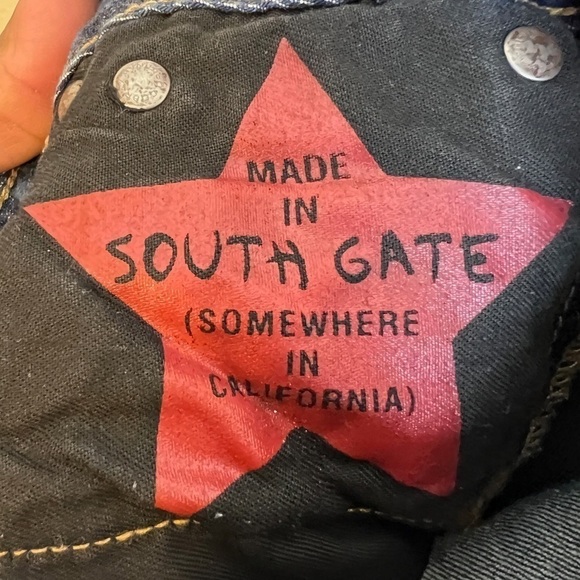 MADE
IN
SOUTH GATE
(SOMEWHERE
IN
CALIFORNIA)